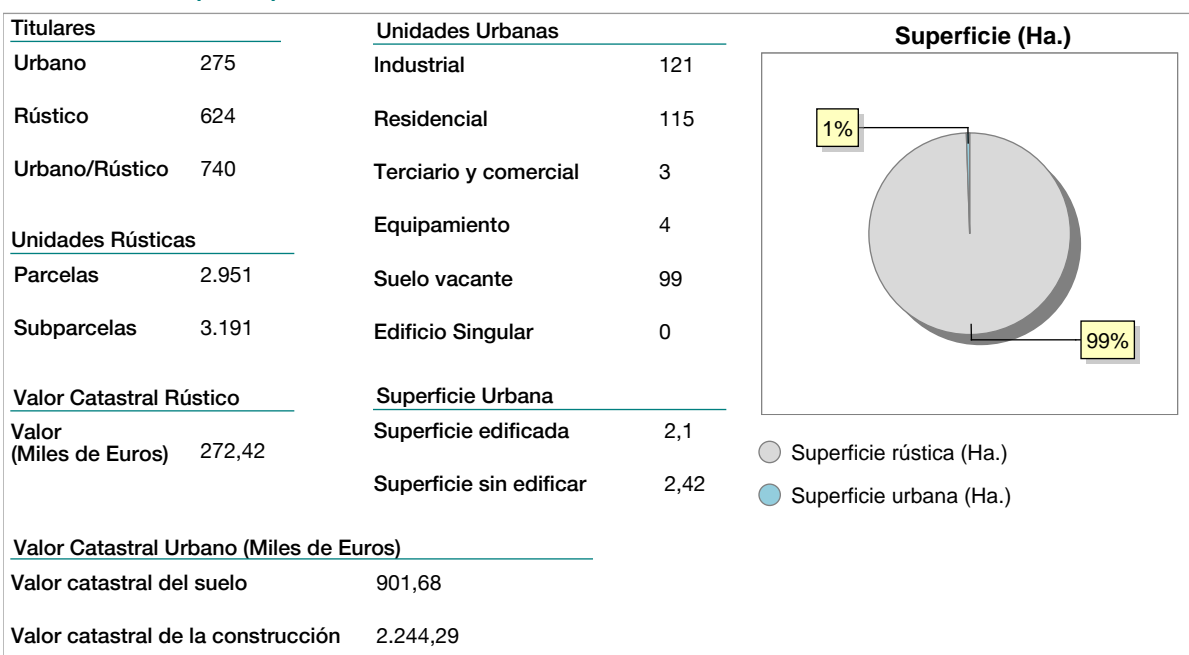 Titulares
Urbano 275
Rústico 624
Urbano/Rústico 740
Unidades Rústicas
Parcelas 2.951
Subparcelas 3.191
Valor Catastral Rústico
Valor
(Miles de Euros) 272,42
Unidades Urbanas
Industrial 121
Residencial 115
Terciario y comercial 3
Equipamiento 4
Suelo vacante 99
Edificio Singular 0
Superficie Urbana
Superficie edificada 2,1
Superficie sin edificar 2,42
Superficie (Ha.)
1%
99%
Superficie rústica (Ha.)
Superficie urbana (Ha.)
Valor Catastral Urbano (Miles de Euros)
Valor catastral del suelo 901,68
Valor catastral de la construcción 2.244,29